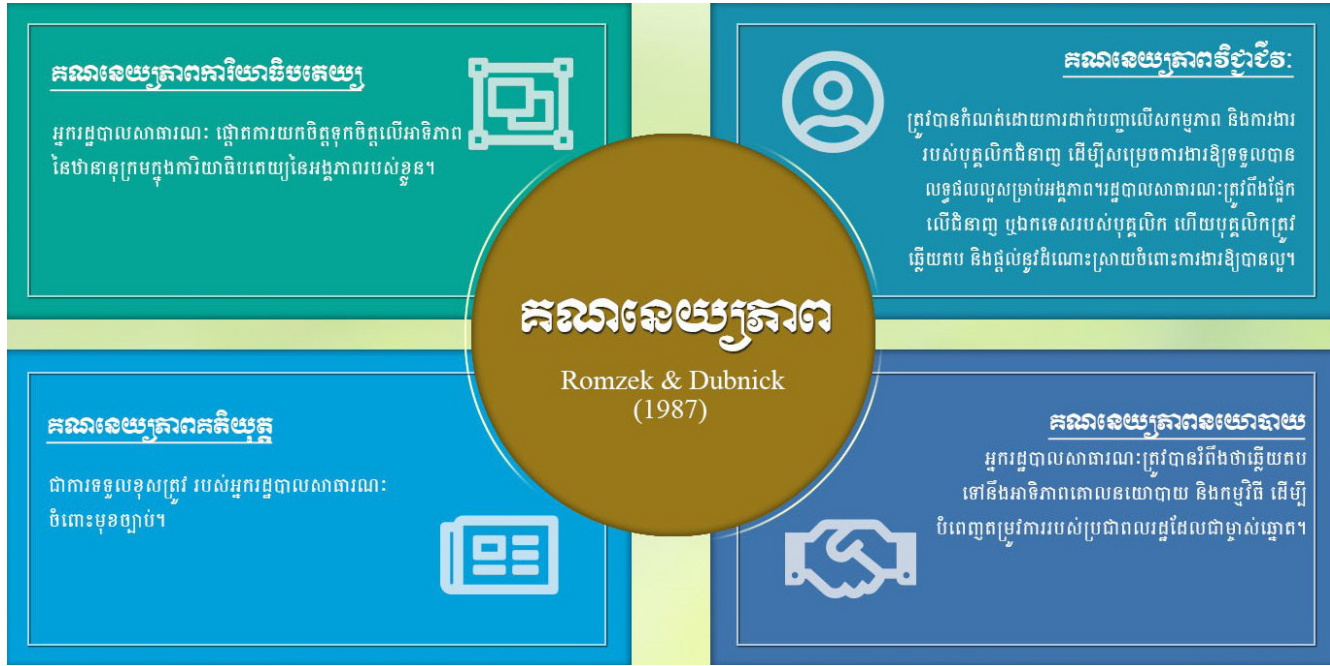 គណនេយ្យភាពការិយាធិបតេយ្យ
អ្នករដ្ឋបាលសាធារណៈ ផ្តោតការយកចិត្តទុកចិត្តលើអាទិភាព
នៃឋានានុក្រមក្នុងការិយាធិបតេយ្យនៃអង្គភាពរបស់ខ្លួន។
គណនេយ្យភាពវិជ្ជាជីវៈ
ត្រូវបានកំណត់ដោយការដាក់បញ្ជាលើសកម្មភាព និងការងារ
របស់បុគ្គលិកជំនាញ ដើម្បីសម្រេចការងារឱ្យទទួលបាន
លទ្ធផលល្អសម្រាប់អង្គភាព។រដ្ឋបាលសាធារណៈត្រូវពឹងផ្អែក
លើជំនាញ ឬឯកទេសរបស់បុគ្គលិក ហើយបុគ្គលិកត្រូវ
ឆ្លើយតប និងផ្តល់នូវដំណោះស្រាយចំពោះការងារឱ្យបានល្អ។
គណនេយ្យភាព
Romzek & Dubnick
(1987)
គណនេយ្យភាពគតិយុត្ត
ជាការទទួលខុសត្រូវ របស់អ្នករដ្ឋបាលសាធារណៈ
ចំពោះមុខច្បាប់។
គណនេយ្យភាពនយោបាយ
អ្នករដ្ឋបាលសាធារណៈត្រូវបានរំពឹងថាឆ្លើយតប
ទៅនឹងអាទិភាពគោលនយោបាយ និងកម្មវិធី ដើម្បី
បំពេញតម្រូវការរបស់ប្រជាពលរដ្ឋដែលជាម្ចាស់ឆ្នោត។